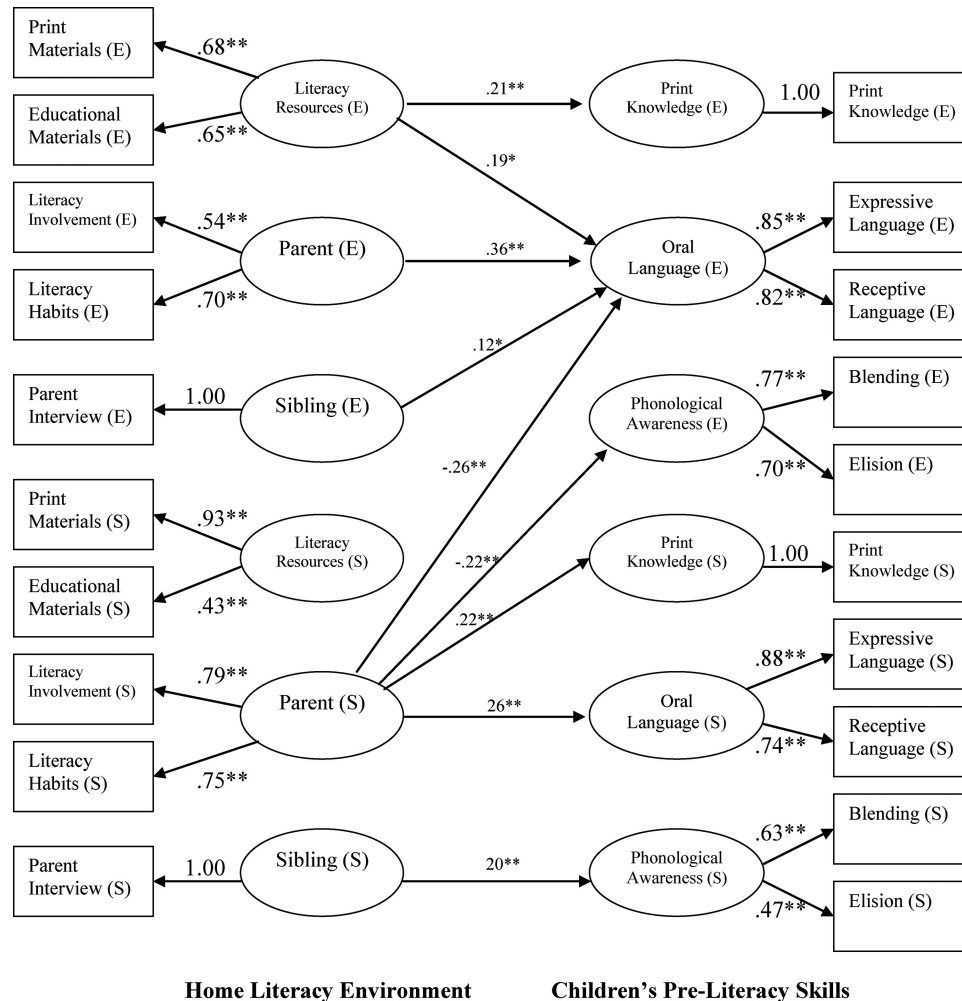 Print
Materials (E)
.68**
Literacy
Resources (E)
.21**
Print
Knowledge (E)
1.00
Print
Knowledge (E)
Educational
Materials (E)
.65**
.19*
Literacy
Involvement (E)
.54**
Parent (E)
.36**
Oral
Language (E)
.85**
Expressive
Language (E)
Literacy
Habits (E)
.70**
.82**
Receptive
Language (E)
.12*
Parent
Interview (E)
1.00
Sibling (E)
Phonological
Awareness (E)
.77**
Blending (E)
-.26**
.70**
Elision (E)
Print
Materials (S)
.93**
Literacy
Resources (S)
-.22**
Print
Knowledge (S)
1.00
Print
Knowledge (S)
Educational
Materials (S)
.43**
.22**
Literacy
Involvement (S)
.79**
Parent (S)
26**
Oral
Language (S)
.88**
Expressive
Language (S)
Literacy
Habits (S)
.75**
.74**
Receptive
Language (S)
Parent
Interview (S)
1.00
Sibling (S)
20**
Phonological
Awareness (S)
.63**
Blending (S)
.47**
Elision (S)
Home Literacy Environment
Children's Pre-Literacy Skills